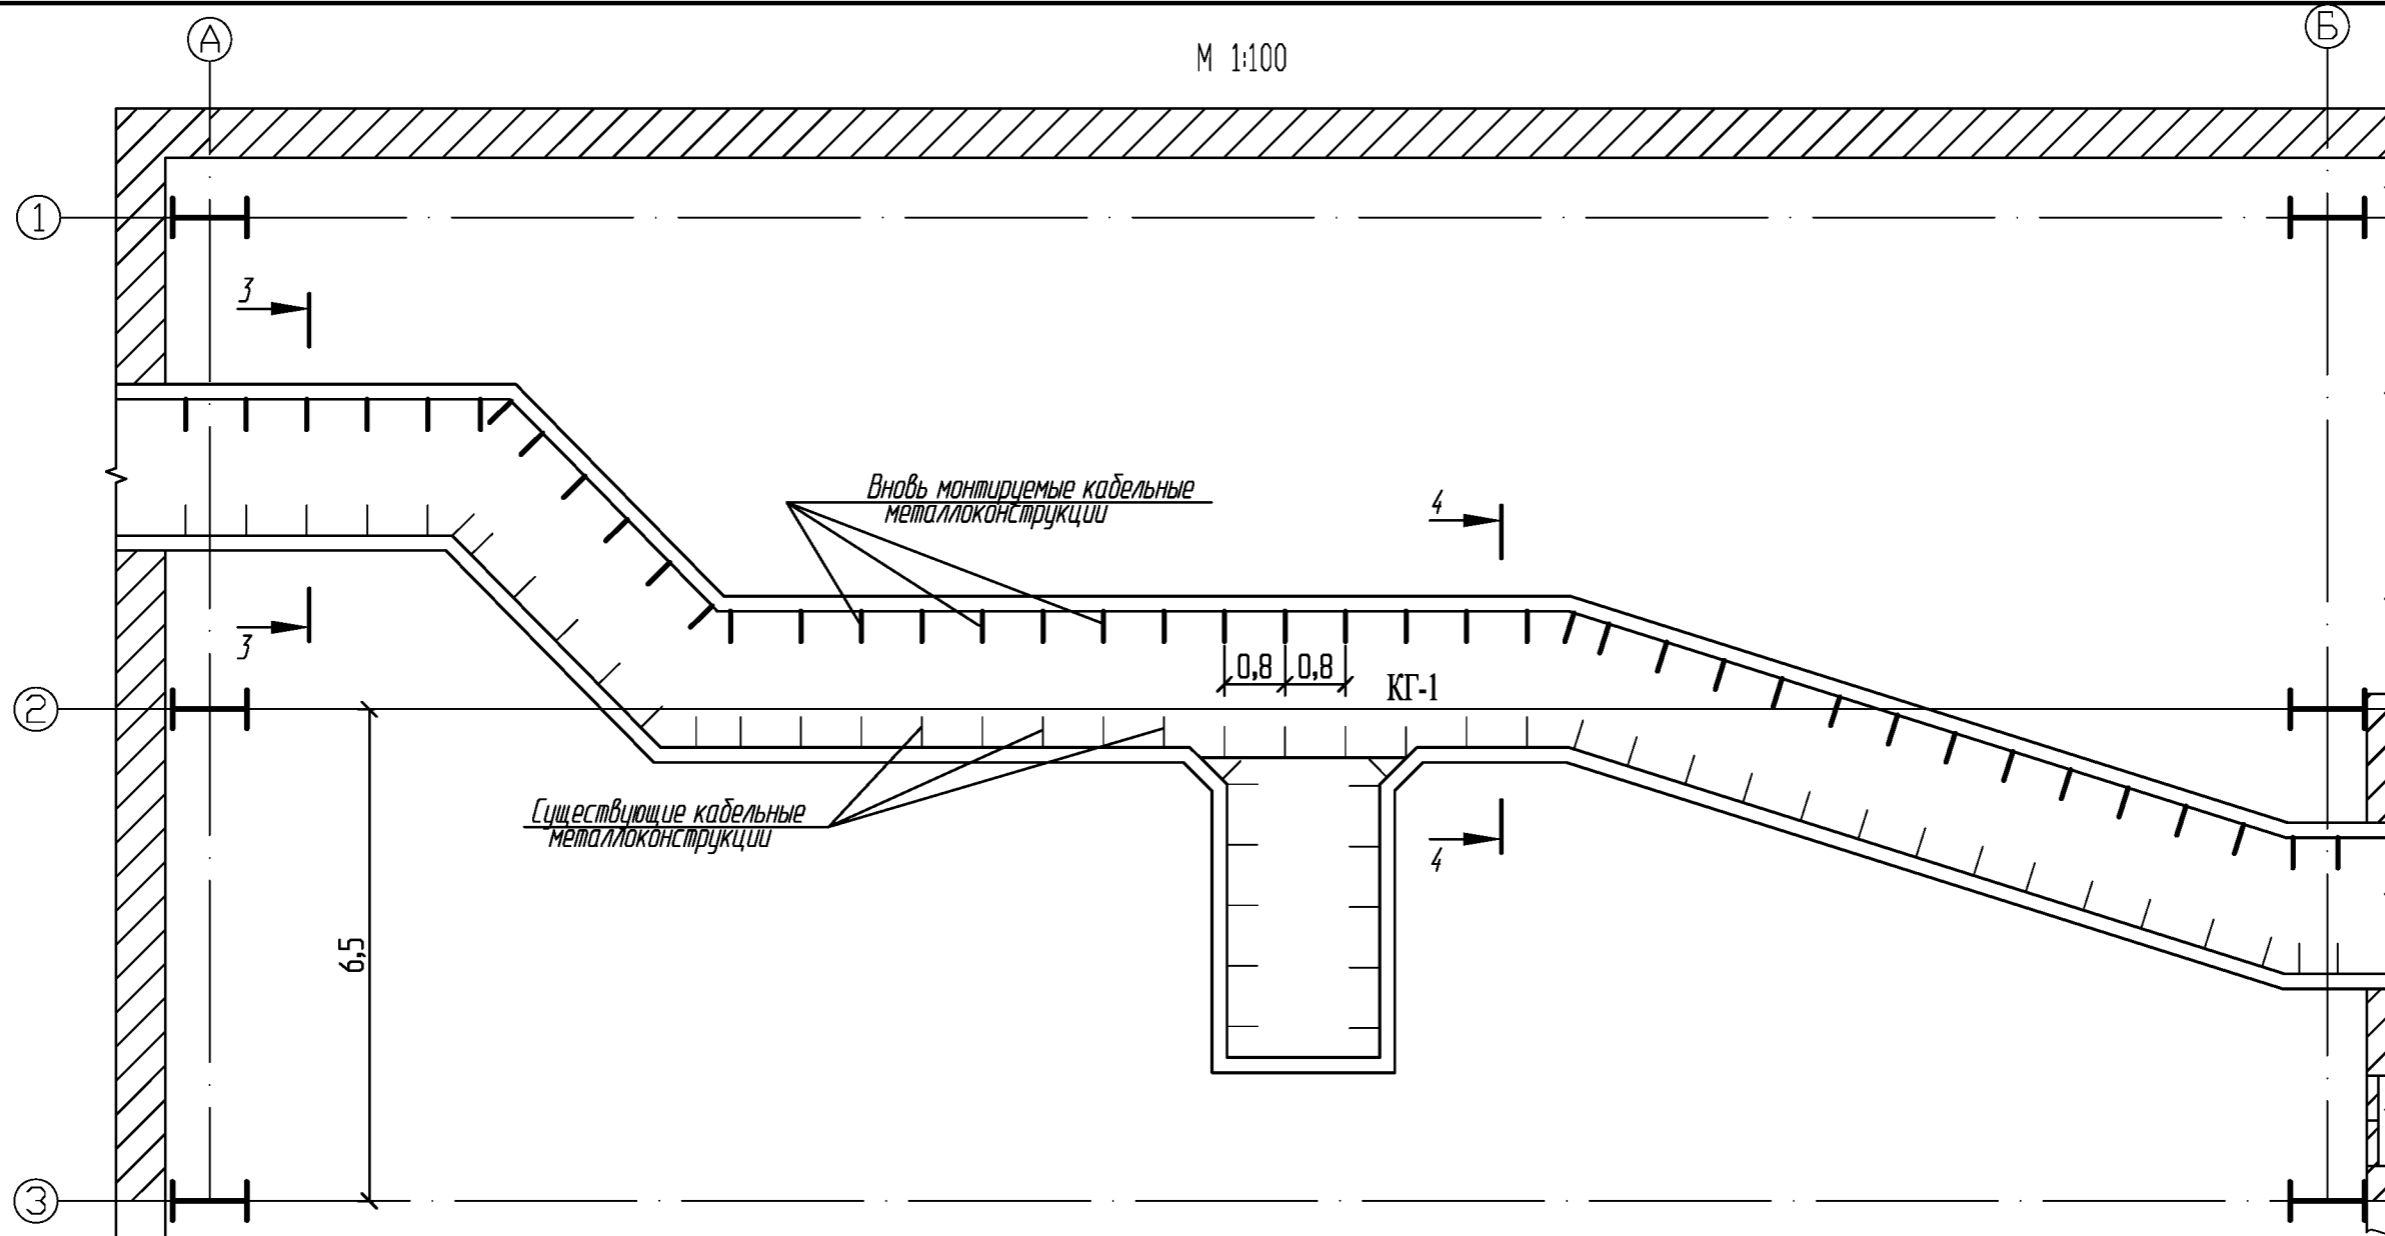 А
Б
М 1:100
1
3
Вновь монтируемые кабельные
металлоконструкции
4
3
0,8 0,8
КГ-1
2
Существующие кабельные
металлоконструкции
4
6,5
3